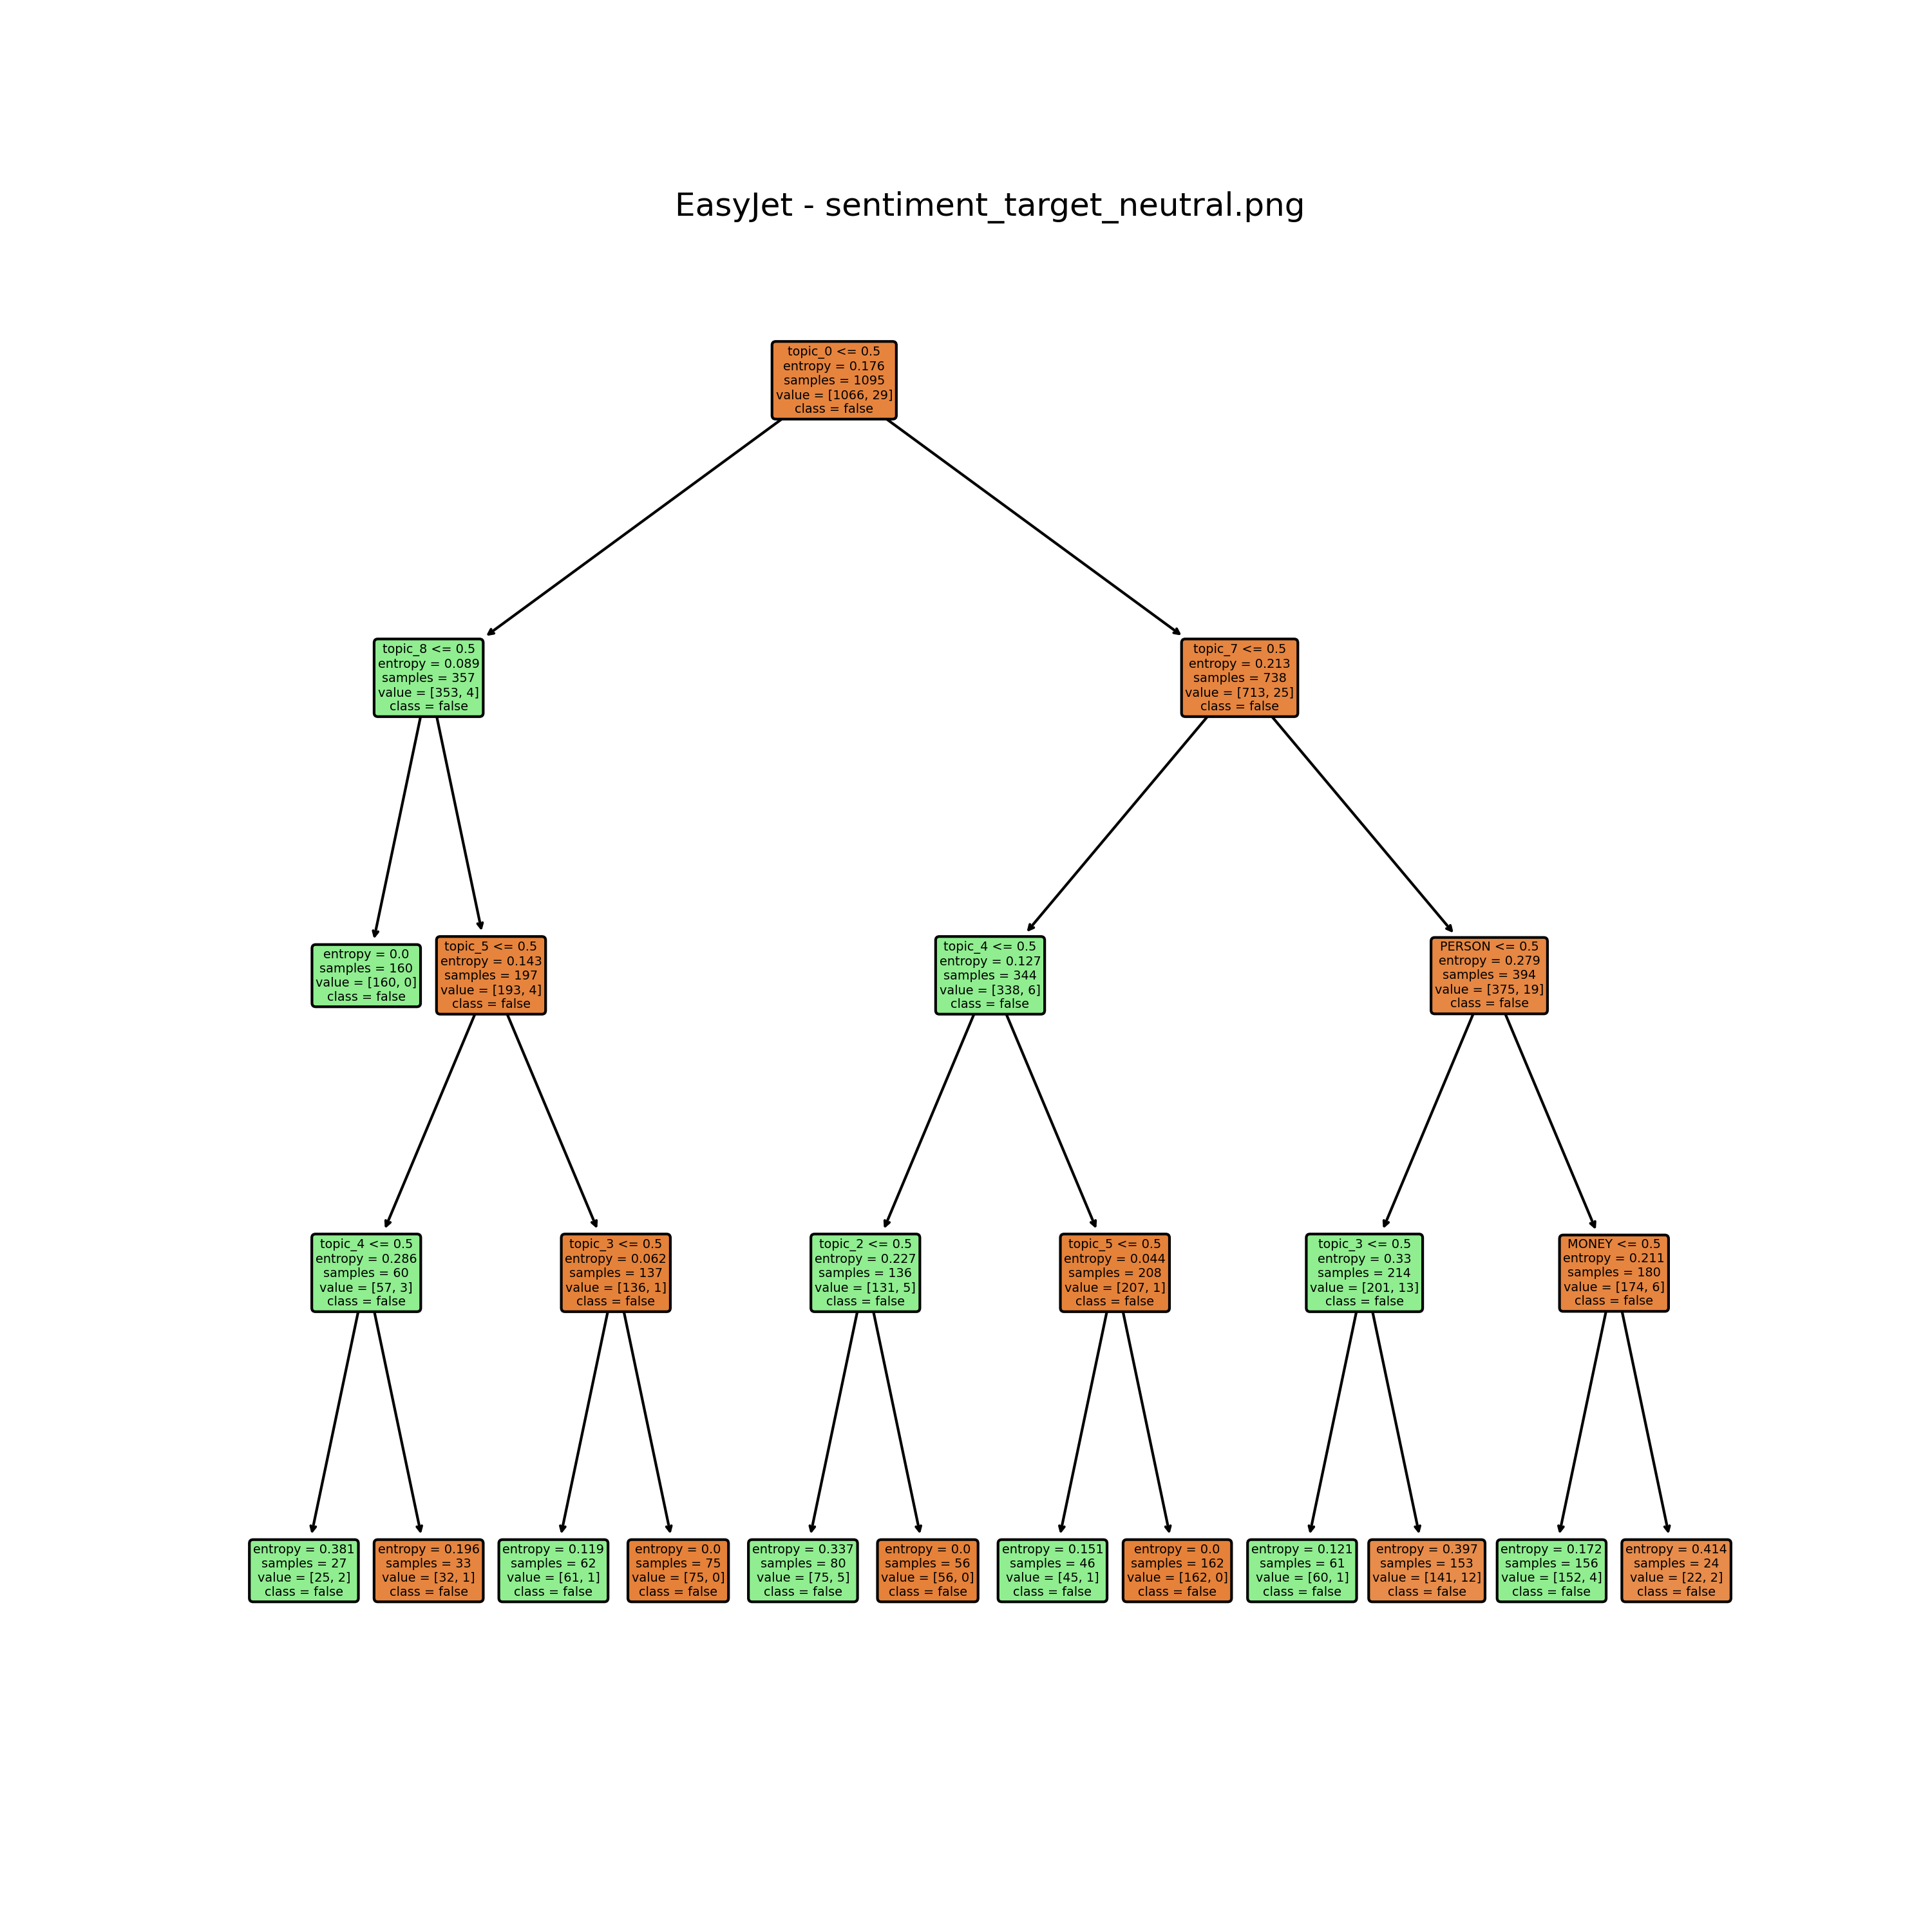 EasyJet - sentiment_target_neutral.png
topic_0 <= 0.5
entropy = 0.176
samples = 1095
value = [1066, 29]
class = false
topic_8 <= 0.5
entropy = 0.089
samples = 357
value = [353, 4]
class = false
topic_7 <= 0.5
entropy = 0.213
samples = 738
value = [713, 25]
class = false
entropy = 0.0
samples = 160
value = [160, 0]
class = false
topic_5 <= 0.5
entropy = 0.143
samples = 197
value = [193, 4]
class = false
topic_4 <= 0.5
entropy = 0.127
samples = 344
value = [338, 6]
class = false
PERSON <= 0.5
entropy = 0.279
samples = 394
value = [375, 19]
class = false
topic_4 <= 0.5
entropy = 0.286
samples = 60
value = [57, 3]
class = false
topic_3 <= 0.5
entropy = 0.062
samples = 137
value = [136, 1]
class = false
topic_2 <= 0.5
entropy = 0.227
samples = 136
value = [131, 5]
class = false
topic_5 <= 0.5
entropy = 0.044
samples = 208
value = [207, 1]
class = false
topic_3 <= 0.5
entropy = 0.33
samples = 214
value = [201, 13]
class = false
MONEY <= 0.5
entropy = 0.211
samples = 180
value = [174, 6]
class = false
entropy = 0.381
samples = 27
value = [25, 2]
class = false
entropy = 0.196
samples = 33
value = [32, 1]
class = false
entropy = 0.119
samples = 62
value = [61, 1]
class = false
entropy = 0.0
samples = 75
value = [75, 0]
class = false
entropy = 0.337
samples = 80
value = [75, 5]
class = false
entropy = 0.0
samples = 56
value = [56, 0]
class = false
entropy = 0.151
samples = 46
value = [45, 1]
class = false
entropy = 0.0
samples = 162
value = [162, 0]
class = false
entropy = 0.121
samples = 61
value = [60, 1]
class = false
entropy = 0.397
samples = 153
value = [141, 12]
class = false
entropy = 0.172
samples = 156
value = [152, 4]
class = false
entropy = 0.414
samples = 24
value = [22, 2]
class = false